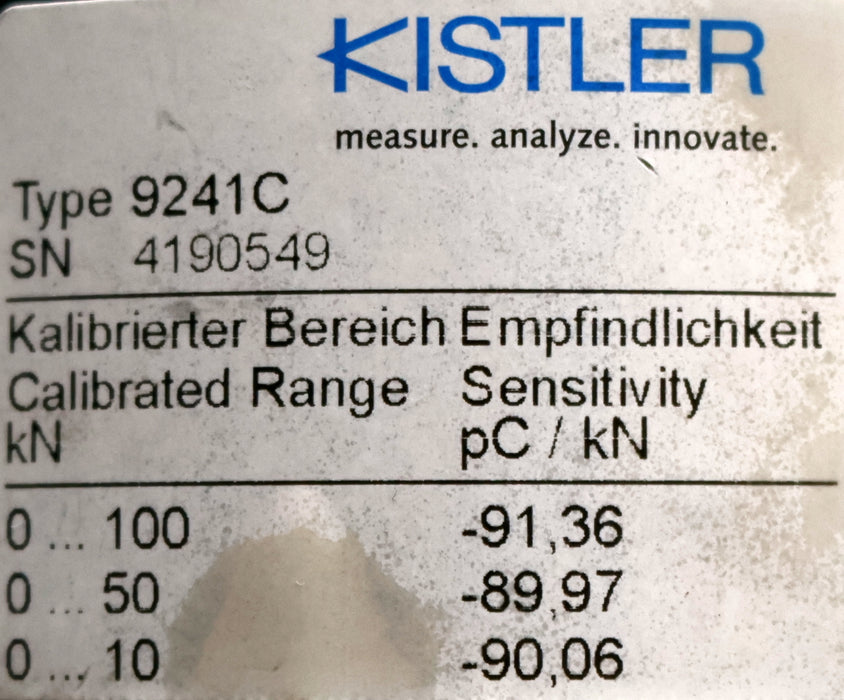 KISTLER
measure. analyze. innovate.
Type 9241C
SN 4190549
Kalibrierter Bereich Empfindlichkeit
Calibrated Range Sensitivity
kN pC / kN
0 ... 100 -91,36
0 ... 50 -89,97
0 ... 10 -90,06